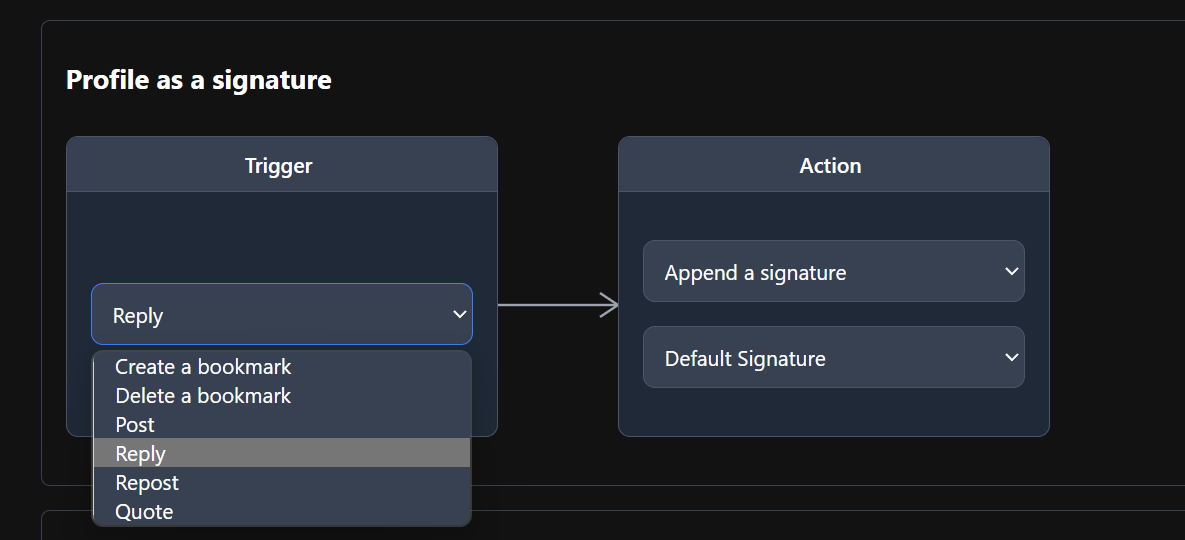 Profile as a signature
Trigger
Reply
Create a bookmark
Delete a bookmark
Post
Reply
Repost
Quote
Action
Append a signature
Default Signature